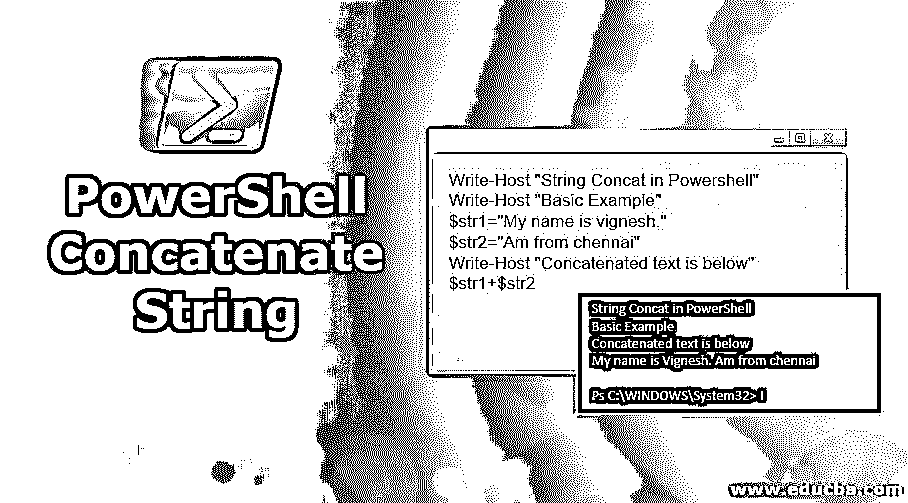 PowerShell
Concatenate
String
Write-Host "String Concat in Powershell"
Write-Host "Basic Example"
$str1="My name is vignesh."
$str2="Am from chennai"
Write-Host "Concatenated text is below"
$str1+$str2
String Concat in PowerShell
Basic Example
Concatenated text is below
My name is Vignesh. Am from chennai
Ps C:\WINDOWS\System32> I
www.educba.com